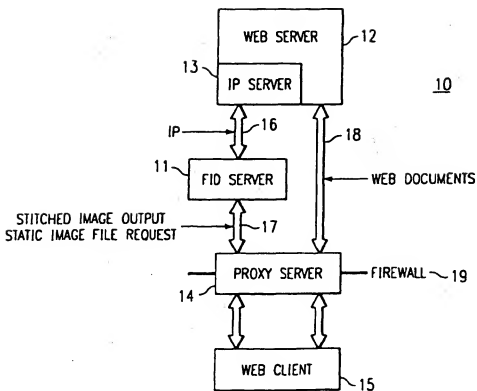 WEB SERVER
12
13
IP SERVER
10
IP
16
18
11
FID SERVER
WEB DOCUMENTS
STITCHED IMAGE OUTPUT
STATIC IMAGE FILE REQUEST
17
PROXY SERVER
FIREWALL 19
14
WEB CLIENT
15